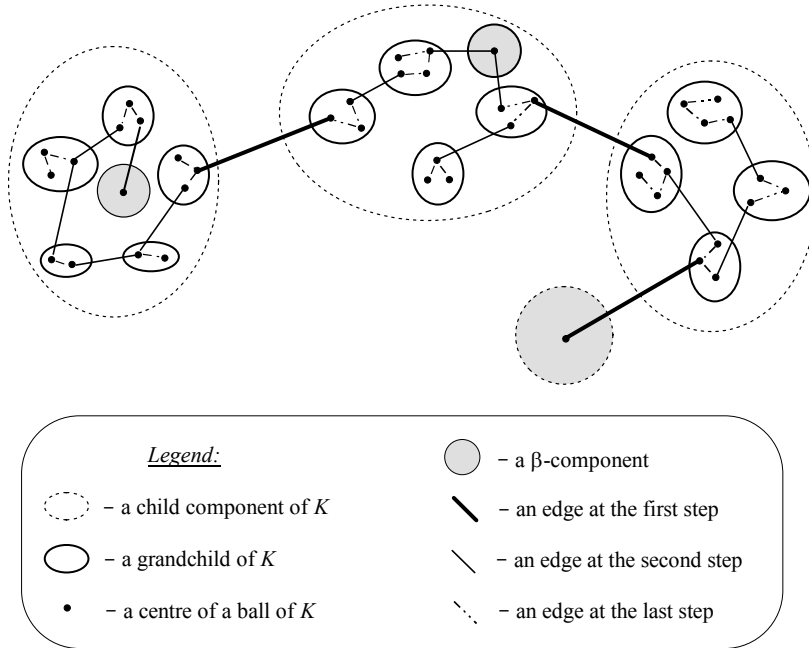 Legend:
– a β-component
– a child component of K
– an edge at the first step
– a grandchild of K
– an edge at the second step
– a centre of a ball of K
– an edge at the last step